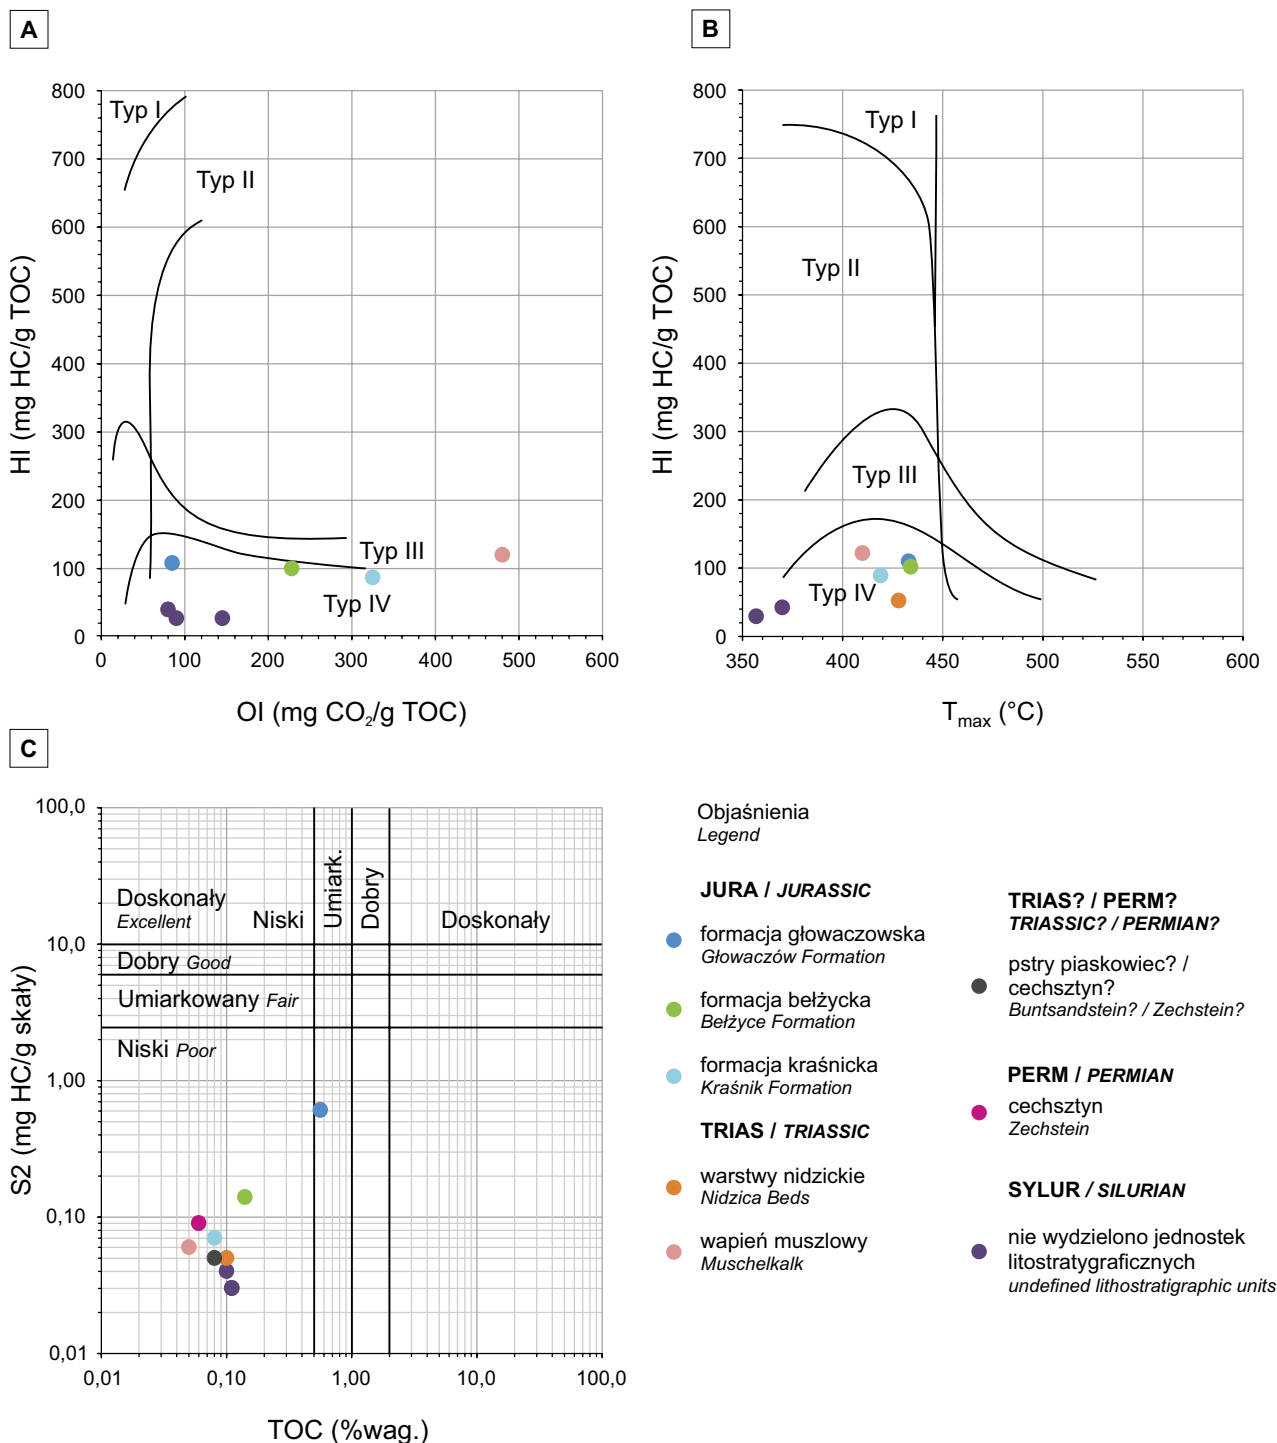 A
HI (mg HC/g TOC)
800
700
600
500
400
300
200
100
0
Typ I
Typ II
Typ III
Typ IV
0 100 200 300 400 500 600
OI (mg CO₂/g TOC)
B
HI (mg HC/g TOC)
800
700
600
500
400
300
200
100
0
Typ I
Typ II
Typ III
Typ IV
350 400 450 500 550 600
Tmax (°C)
C
S2 (mg HC/g skały)
100,0
10,0
1,00
0,10
0,01
Doskonały
Excellent
Niski
Umiark.
Dobry
Doskonały
Dobry Good
Umiarkowany Fair
Niski Poor
0,01 0,10 1,00 10,0 100,0
TOC (%wag.)
Objaśnienia
Legend
JURA / JURASSIC
formacja głowaczowska
Głowaczów Formation
formacja bełżycka
Bełżyce Formation
formacja kraśnicka
Kraśnik Formation
TRIAS / TRIASSIC
warstwy nidzickie
Nidzica Beds
wapień muszlowy
Muschelkalk
TRIAS? / PERM?
TRIASSIC? / PERMIAN?
pstry piaskowiec? /
cechsztyn?
Buntsandstein? / Zechstein?
PERM / PERMIAN
cechsztyn
Zechstein
SYLUR / SILURIAN
nie wydzielono jednostek
litostratygraficznych
undefined lithostratigraphic units